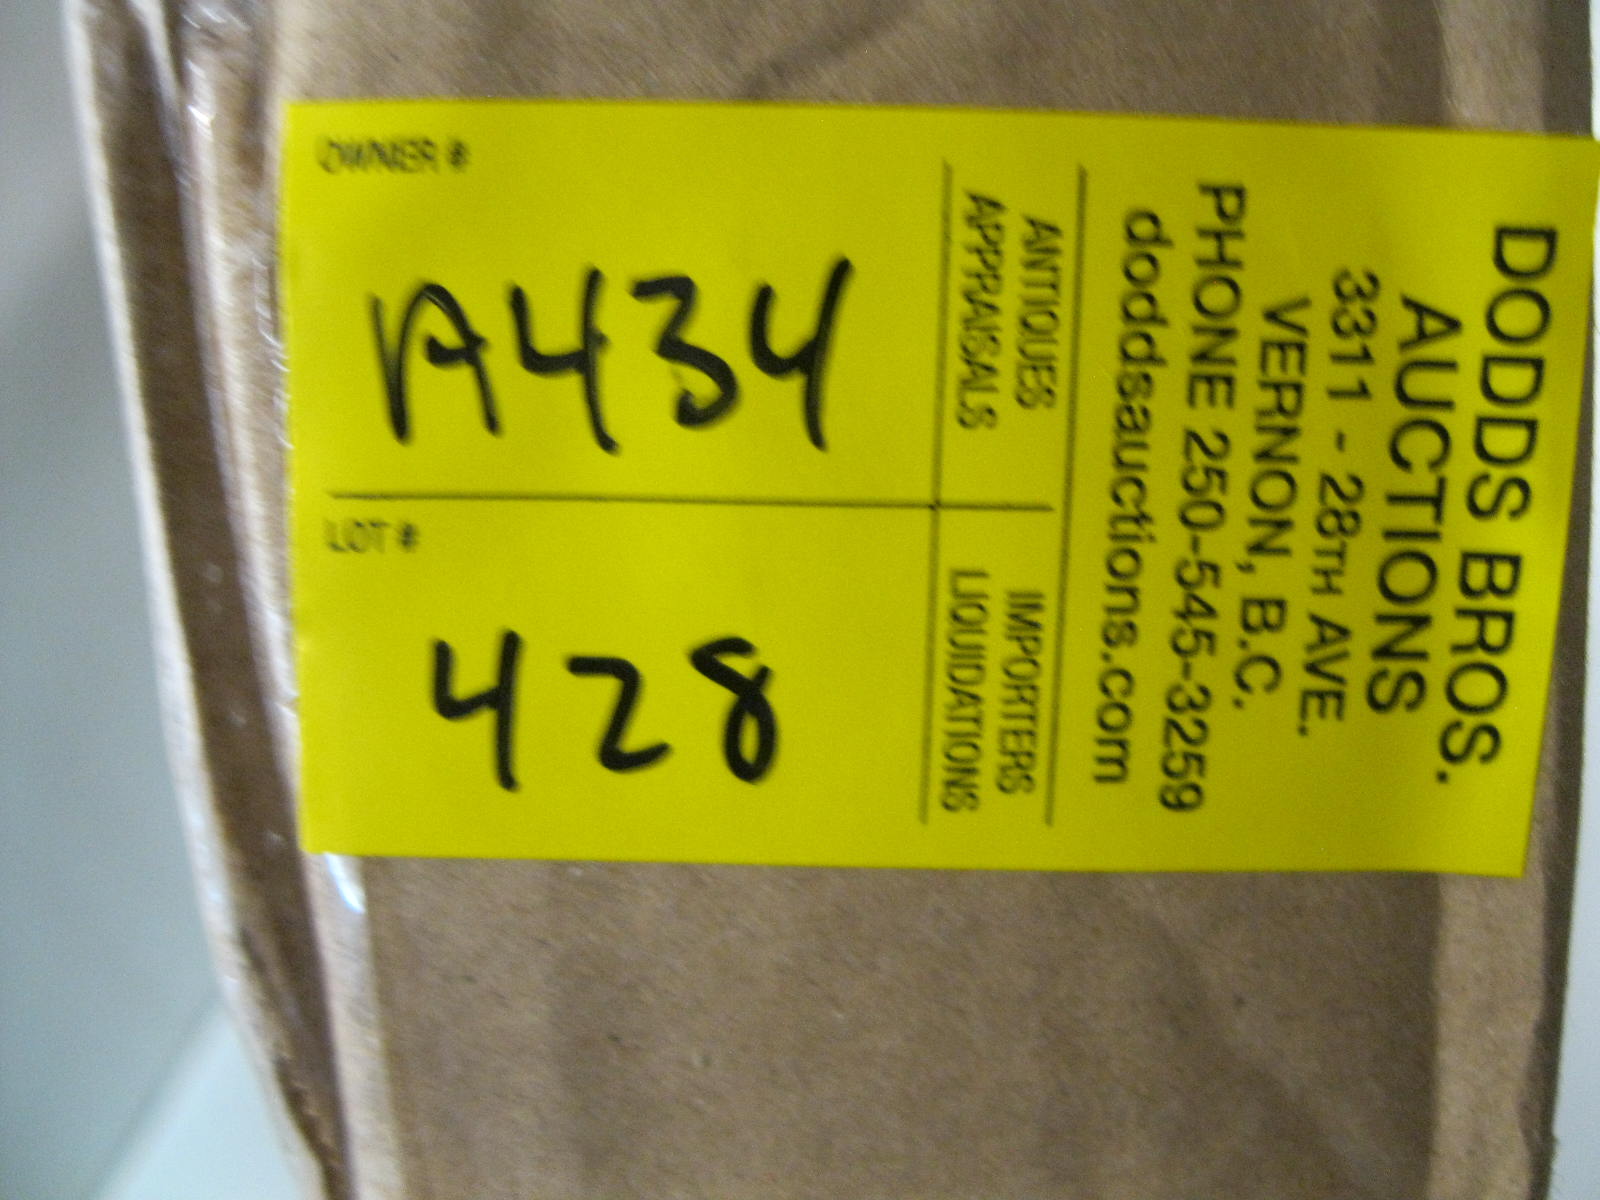 DODDS BROS.
AUCTIONS
3311 - 28TH AVE.
VERNON, B.C.
PHONE 250-545-3259
doddsauctions.com
ANTIQUES
APPRAISALS
IMPORTERS
LIQUIDATIONS
OWNER #
A434
LOT #
428